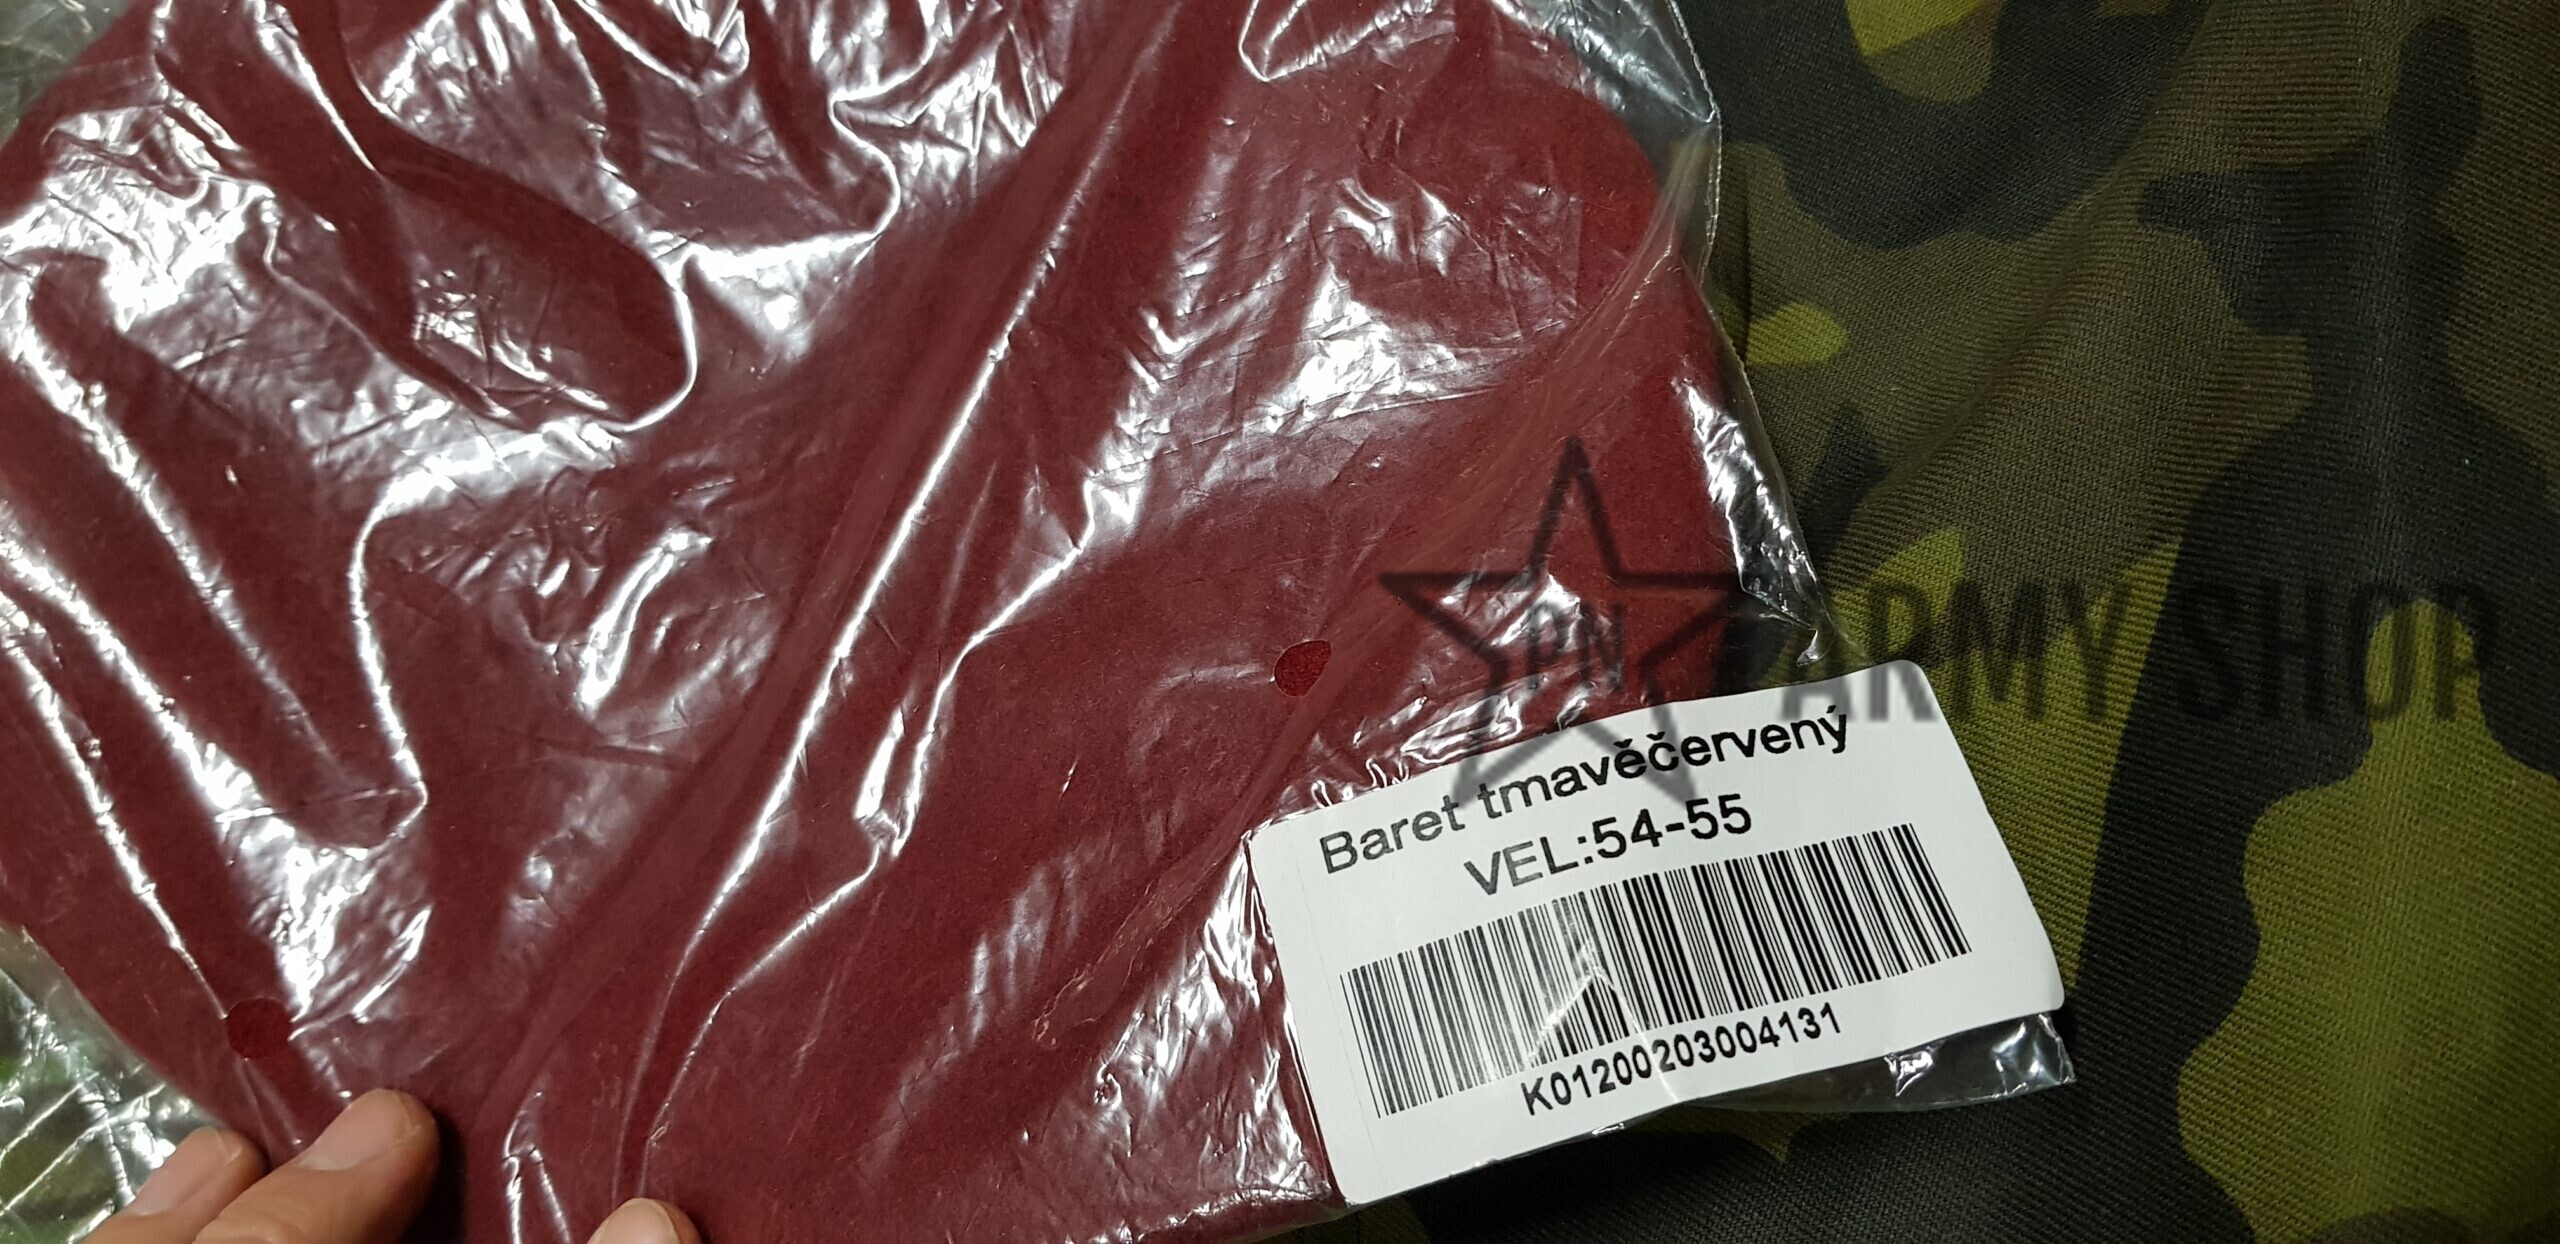 PN ARMY SHOP
Baret tmavěčervený
VEL:54-55
K01200203004131